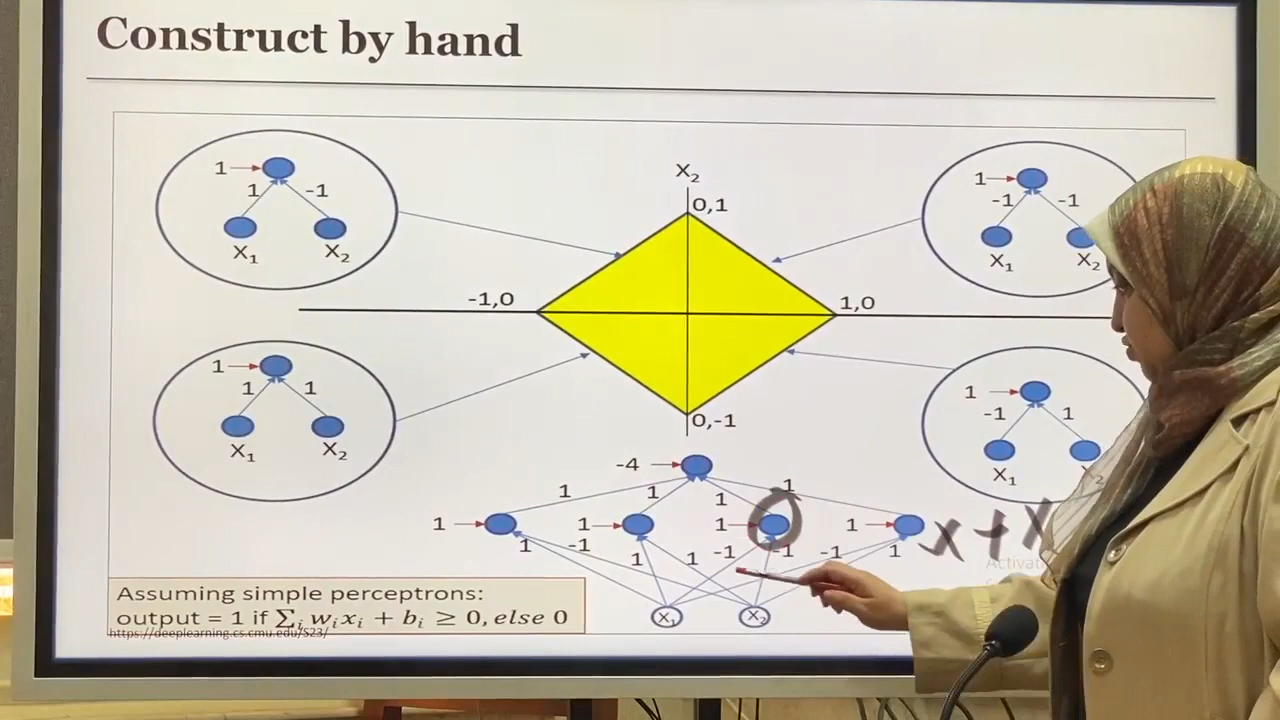 Construct by hand
1
1
-1
X₁
X₂
X₂
0,1
1
-1
-1
X₁
X₂
-1,0
1,0
1
1
1
X₁
X₂
0,-1
1
-1
1
X₁
X₂
-4
1
1
1
1
1
1
1
1
1
-1
1
1
-1
-1
-1
1
X₁
X₂
x + x
Assuming simple perceptrons:
output = 1 if ∑ᵢ wᵢxᵢ + bᵢ ≥ 0, else 0
https://deeplearning.cs.cmu.edu/S23/